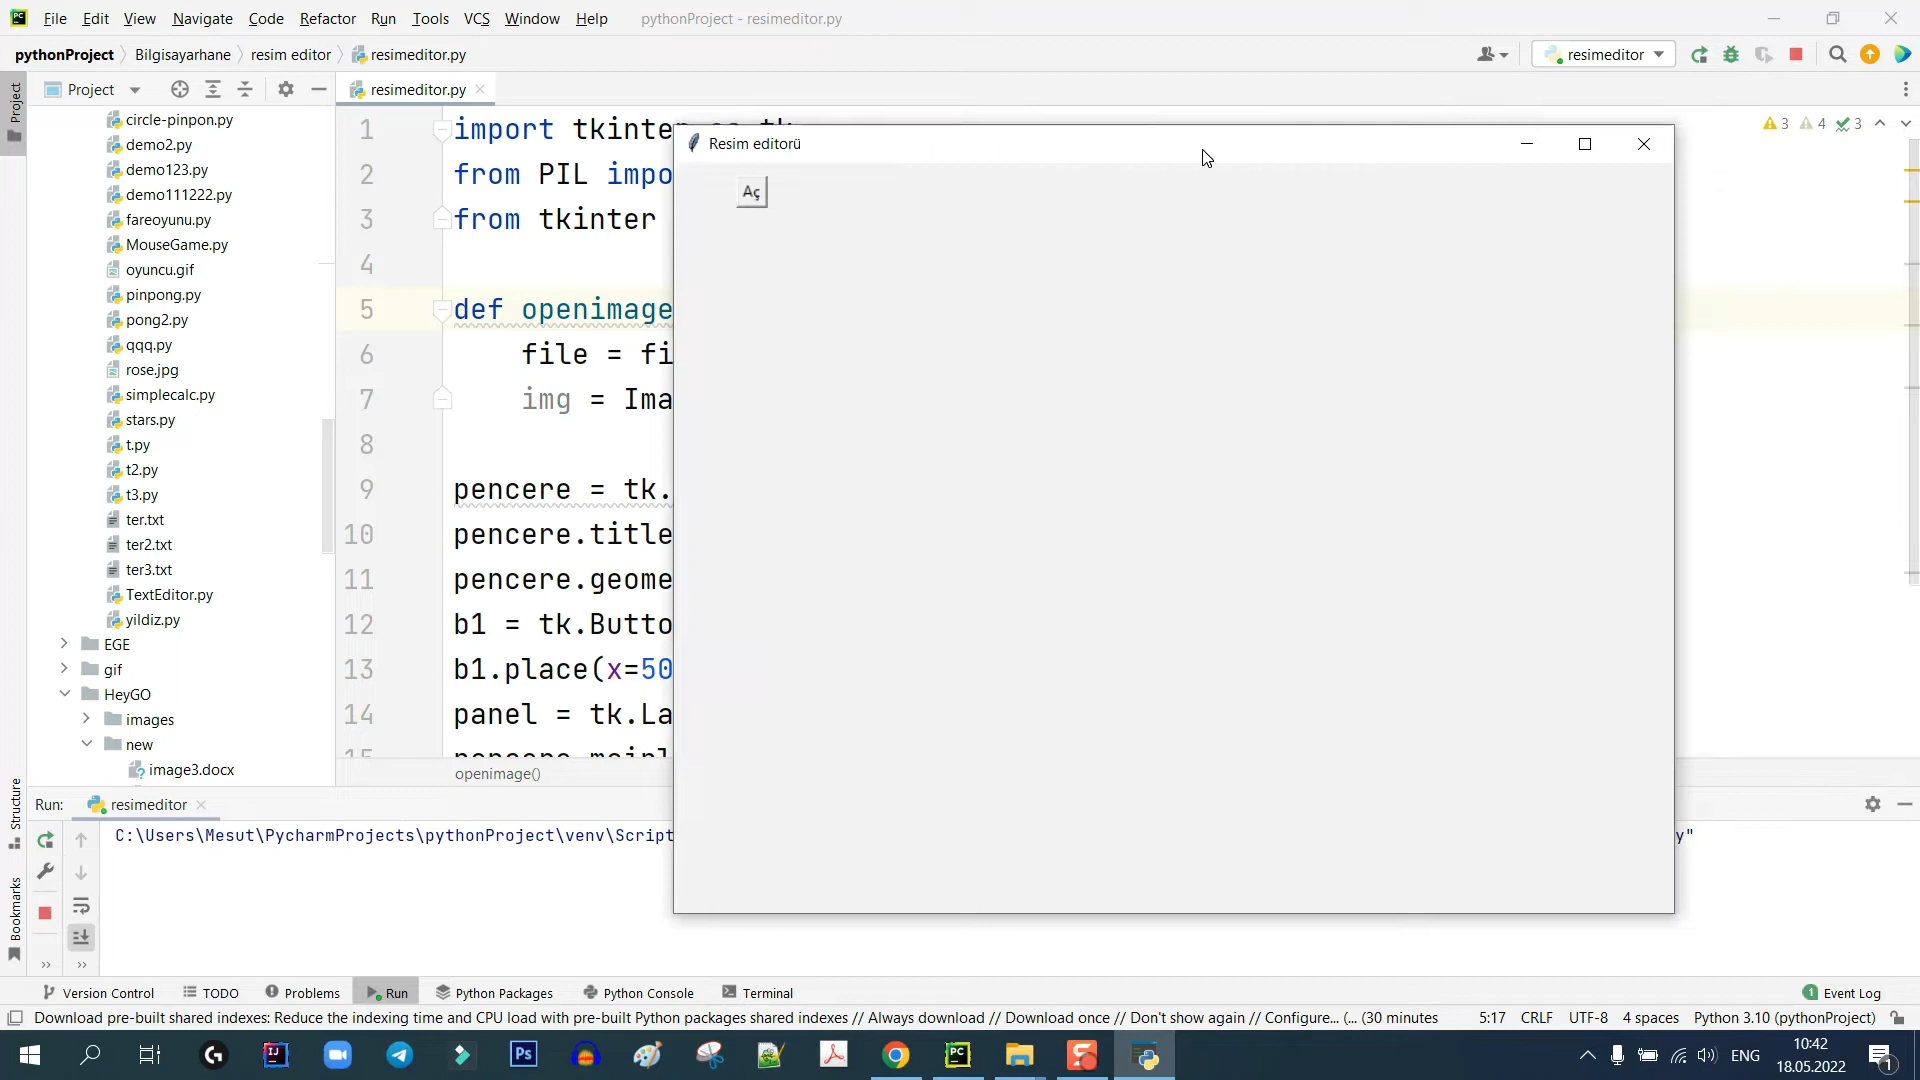 File Edit View Navigate Code Refactor Run Tools VCS Window Help pythonProject - resimeditor.py
pythonProject Bilgisayarhane resim editor resimeditor.py resimeditor
Project resimeditor.py
Project
circle-pinpon.py
demo2.py
demo123.py
demo111222.py
fareoyunu.py
MouseGame.py
oyuncu.gif
pinpong.py
pong2.py
qqq.py
rose.jpg
simplecalc.py
stars.py
t.py
t2.py
t3.py
ter.txt
ter2.txt
ter3.txt
TextEditor.py
yildiz.py
EGE
gif
HeyGO
images
new
image3.docx
1 import tkinter
2 from PIL impo
3 from tkinter
4
5 def openimage
6 file = fi
7 img = Ima
8
9 pencere = tk.
10 pencere.title
11 pencere.geome
12 b1 = tk.Butto
13 b1.place(x=50
14 panel = tk.La
3 4 3
openimage()
Resim editorü
Aç
Structure
Bookmarks
Run: resimeditor
C:\Users\Mesut\PycharmProjects\pythonProject\venv\Script y"
Version Control TODO Problems Run Python Packages Python Console Terminal 1 Event Log
Download pre-built shared indexes: Reduce the indexing time and CPU load with pre-built Python packages shared indexes // Always download // Download once // Don't show again // Configure... (... (30 minutes 5:17 CRLF UTF-8 4 spaces Python 3.10 (pythonProject)
ENG 10:42
18.05.2022
1